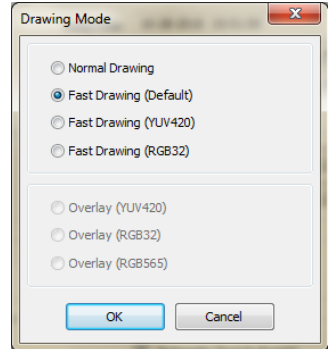 Drawing Mode
Normal Drawing
Fast Drawing (Default)
Fast Drawing (YUV420)
Fast Drawing (RGB32)
Overlay (YUV420)
Overlay (RGB32)
Overlay (RGB565)
OK Cancel